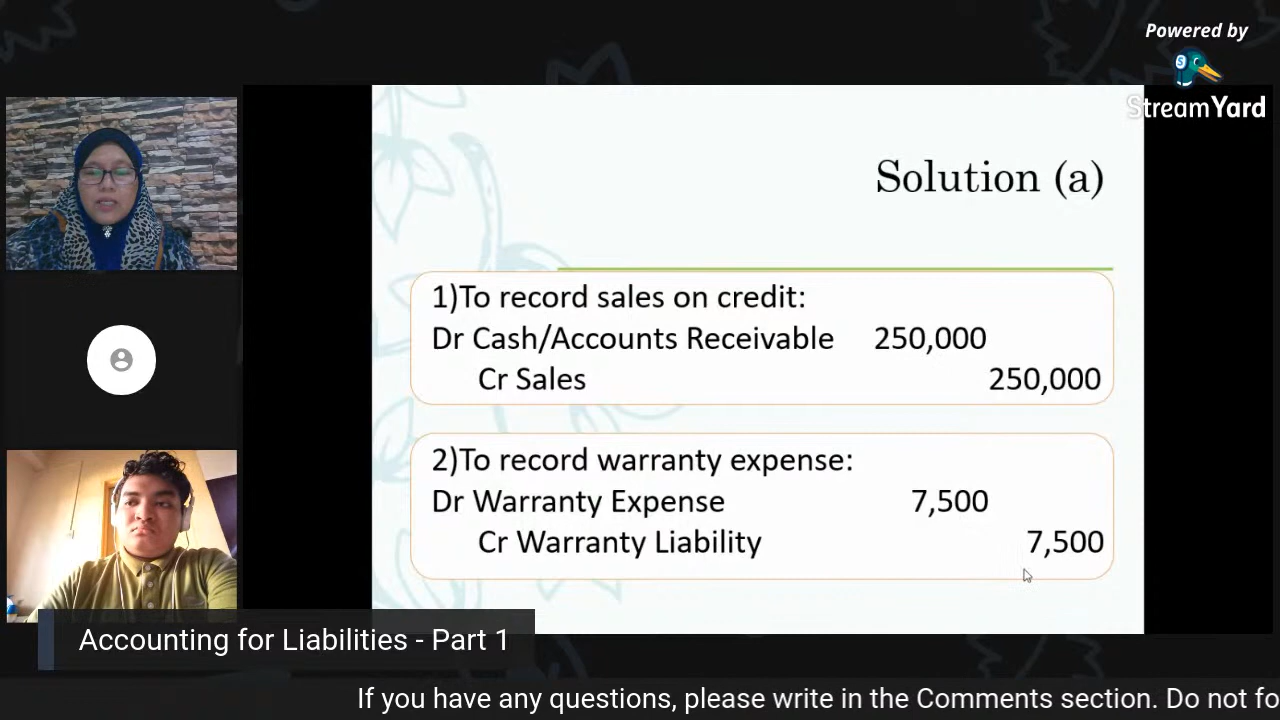 Powered by
StreamYard
Solution (a)
1)To record sales on credit:
Dr Cash/Accounts Receivable 250,000
Cr Sales 250,000
2)To record warranty expense:
Dr Warranty Expense 7,500
Cr Warranty Liability 7,500
Accounting for Liabilities - Part 1
If you have any questions, please write in the Comments section. Do not fo